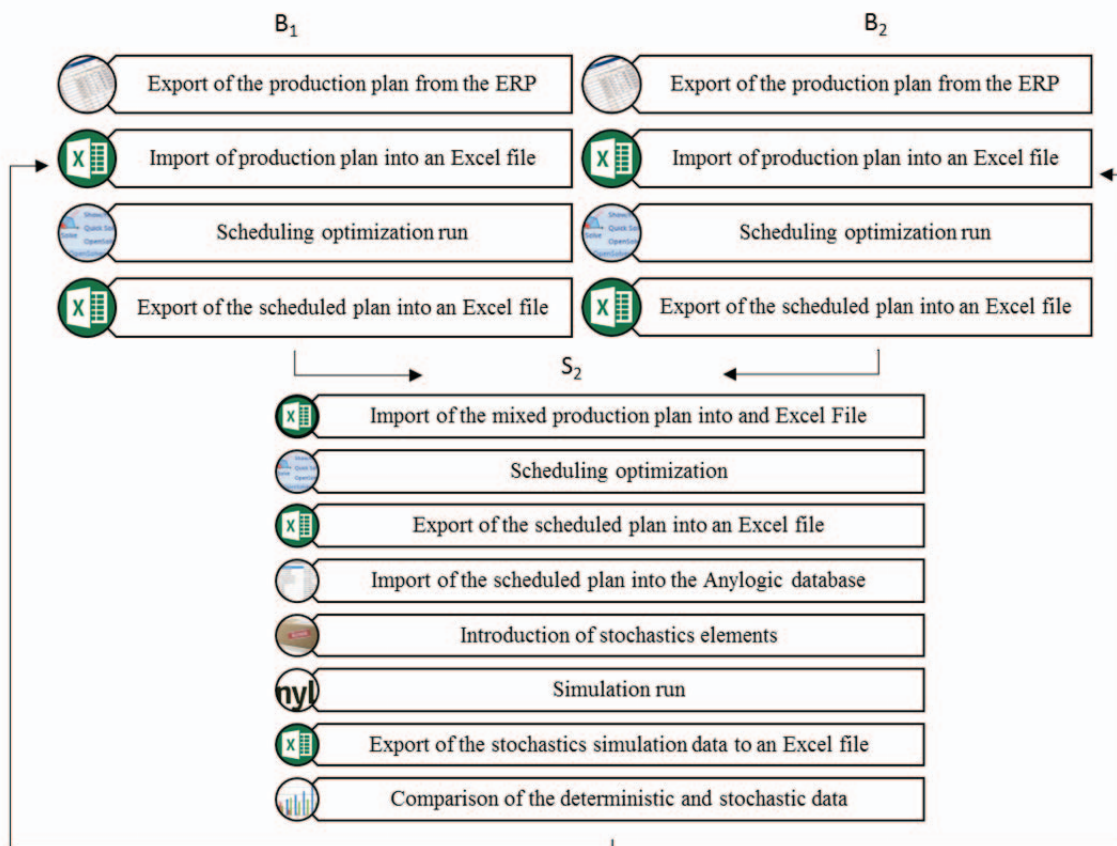 B1
Export of the production plan from the ERP
Import of production plan into an Excel file
Scheduling optimization run
Export of the scheduled plan into an Excel file
B2
Export of the production plan from the ERP
Import of production plan into an Excel file
Scheduling optimization run
Export of the scheduled plan into an Excel file
S2
Import of the mixed production plan into and Excel File
Scheduling optimization
Export of the scheduled plan into an Excel file
Import of the scheduled plan into the Anylogic database
Introduction of stochastics elements
nyl
Simulation run
Export of the stochastics simulation data to an Excel file
Comparison of the deterministic and stochastic data